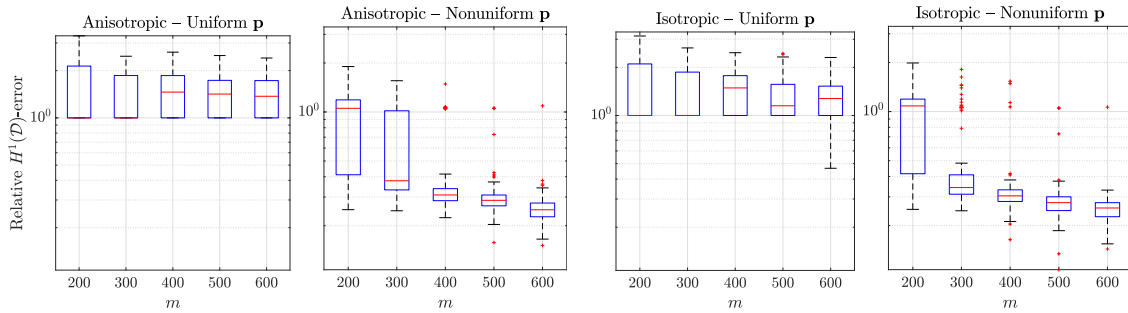 Anisotropic – Uniform p
Relative H¹(𝒟)-error
10⁰
200 300 400 500 600
m
Anisotropic – Nonuniform p
10⁰
200 300 400 500 600
m
Isotropic – Uniform p
10⁰
200 300 400 500 600
m
Isotropic – Nonuniform p
10⁰
200 300 400 500 600
m